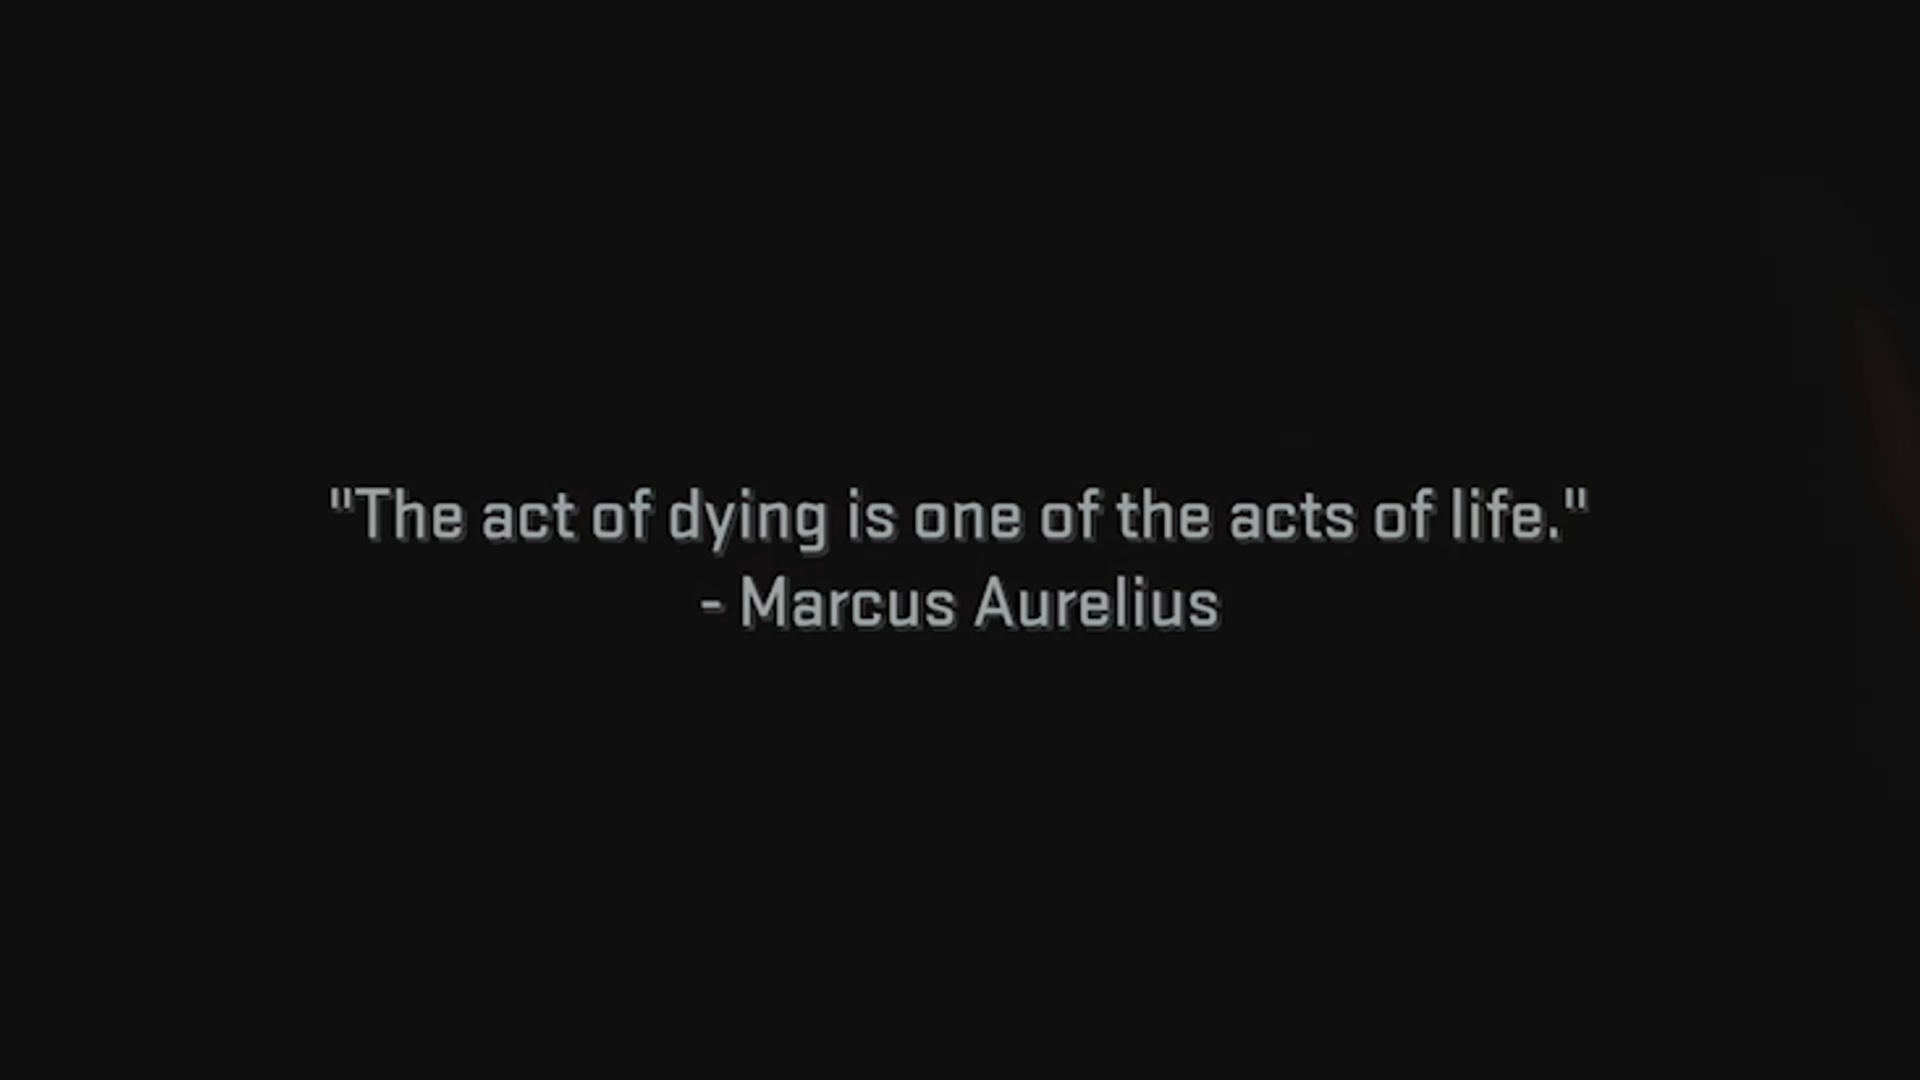 "The act of dying is one of the acts of life."
- Marcus Aurelius